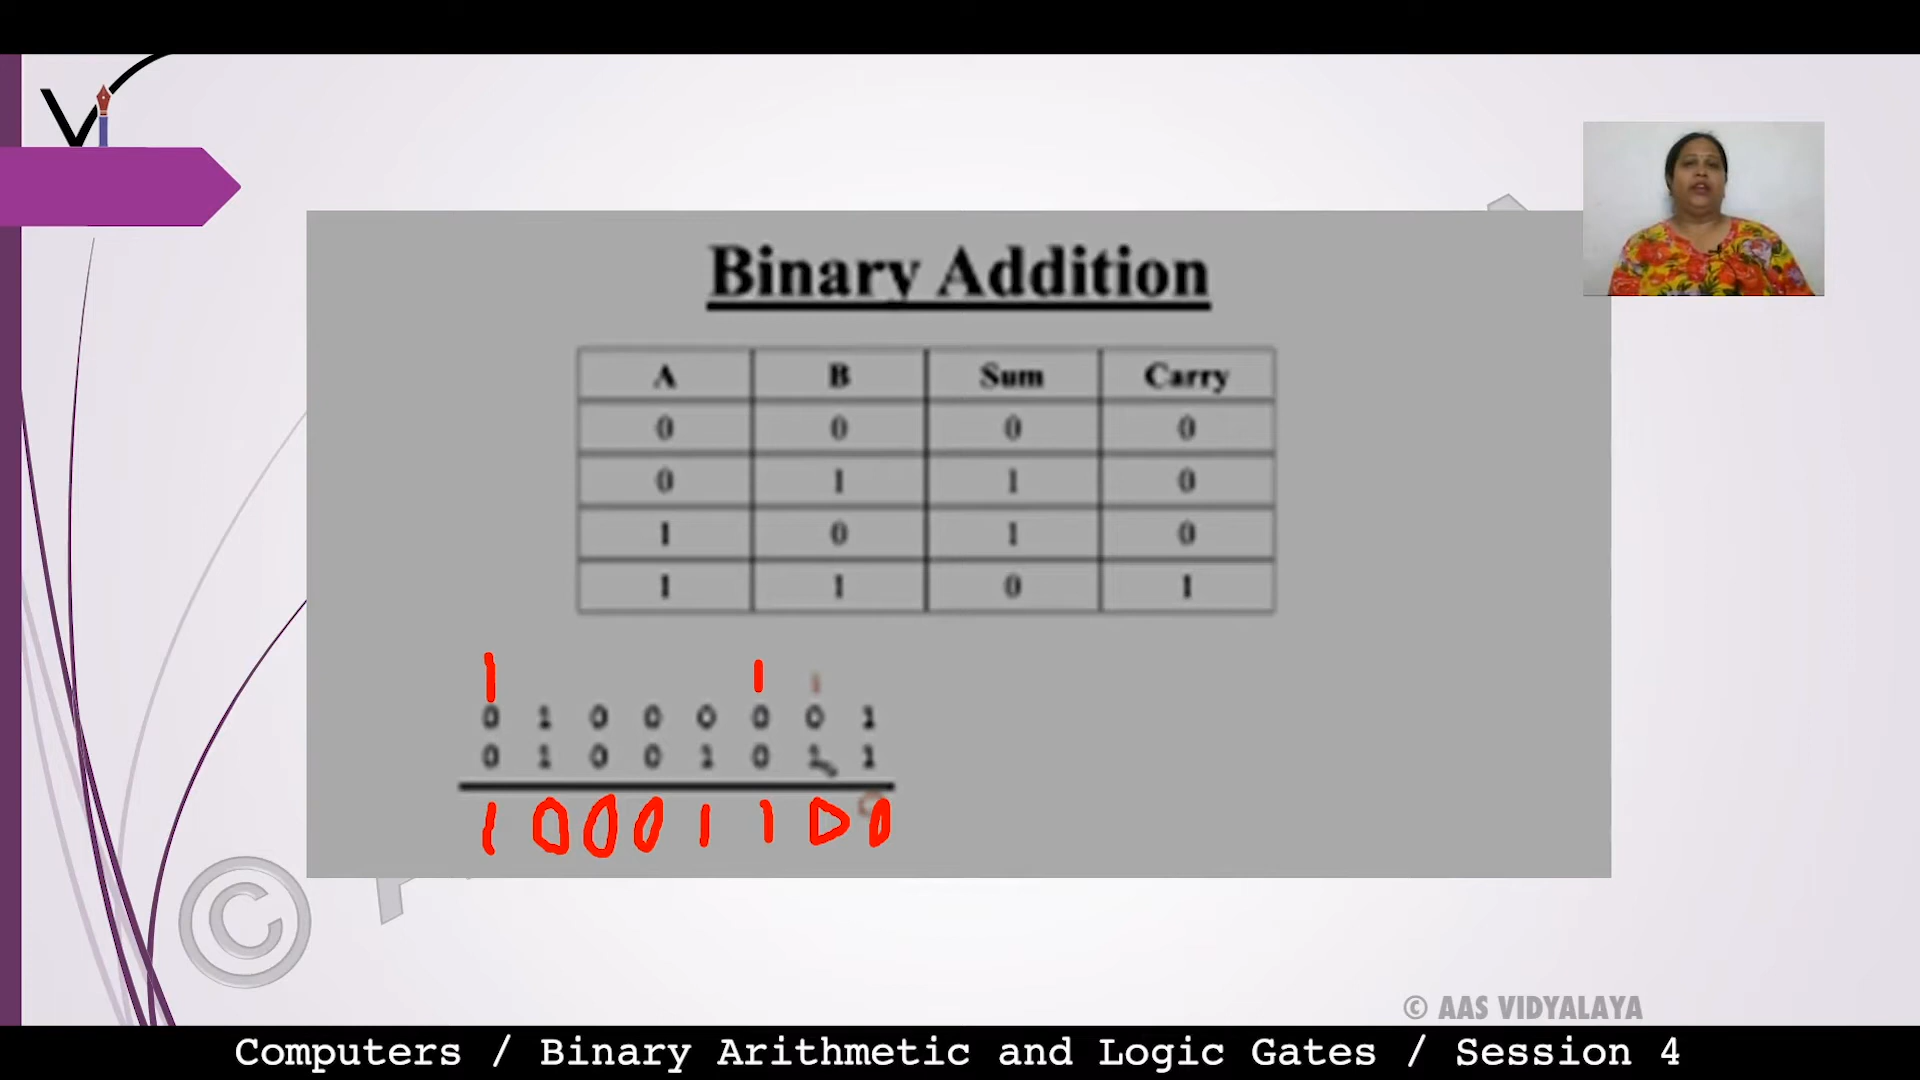 Vi
Binary Addition
A B Sum Carry
0 0 0 0
0 1 1 0
1 0 1 0
1 1 0 1
1 1 1
0 1 0 0 0 0 0 1
0 1 0 0 1 0 1 1
1 0 0 0 1 1 0 0
©
© AAS VIDYALAYA
Computers / Binary Arithmetic and Logic Gates / Session 4